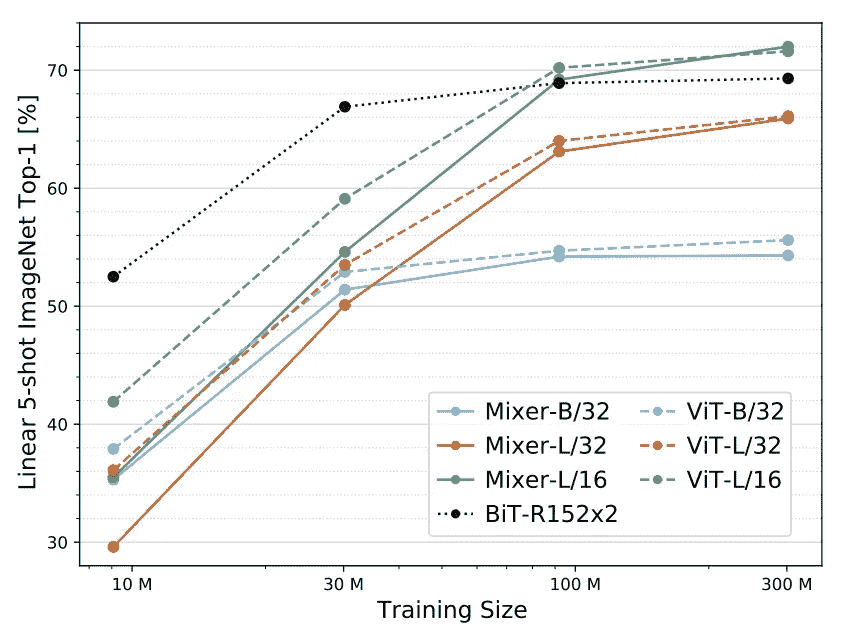 Linear 5-shot ImageNet Top-1 [%]
70
60
50
40
30
Mixer-B/32
Mixer-L/32
Mixer-L/16
BiT-R152x2
ViT-B/32
ViT-L/32
ViT-L/16
10 M
30 M
100 M
300 M
Training Size